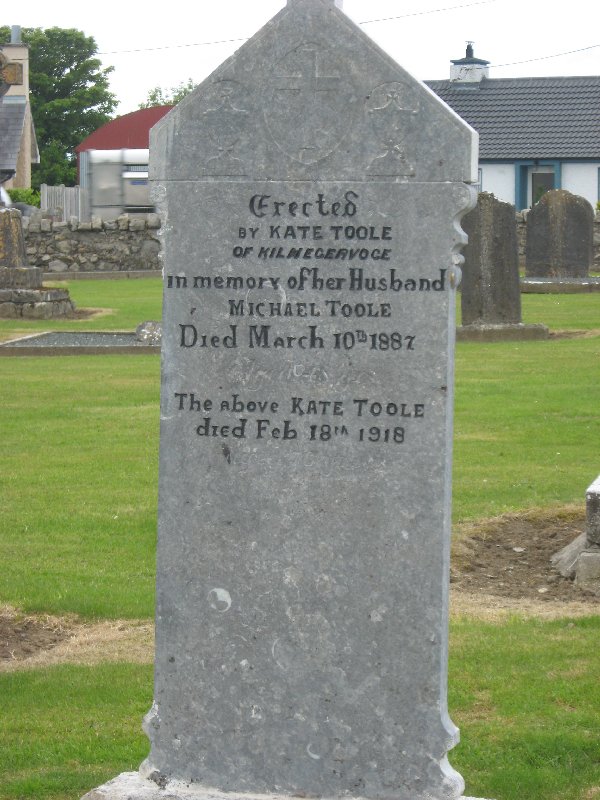 Erected
BY KATE TOOLE
OF KILMEGERVOGE
in memory of her Husband
MICHAEL TOOLE
Died March 10th 1887
The above KATE TOOLE
died Feb 18th 1918